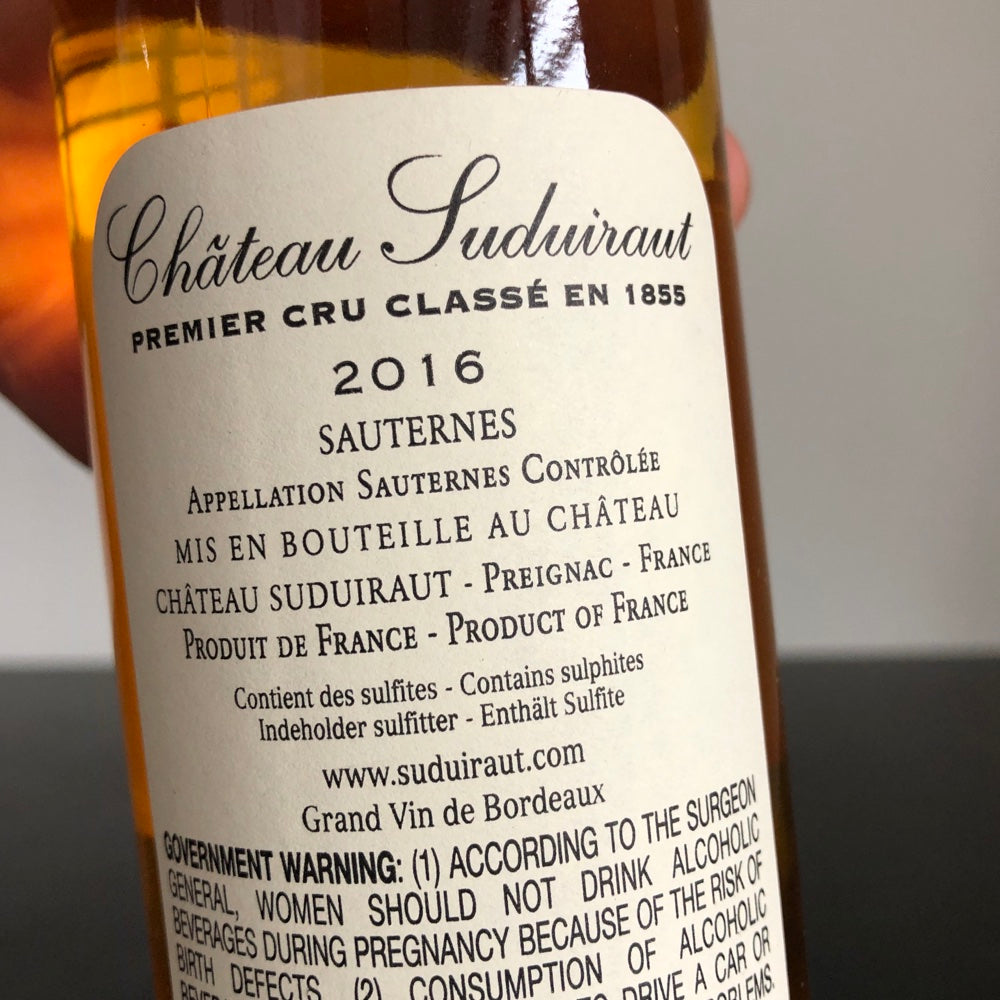 Château Suduiraut
PREMIER CRU CLASSÉ EN 1855
2016
SAUTERNES
APPELLATION SAUTERNES CONTRÔLÉE
MIS EN BOUTEILLE AU CHÂTEAU
CHÂTEAU SUDUIRAUT - PREIGNAC - FRANCE
PRODUIT DE FRANCE - PRODUCT OF FRANCE
Contient des sulfites - Contains sulphites
Indeholder sulfitter - Enthält Sulfite
www.suduiraut.com
Grand Vin de Bordeaux
GOVERNMENT WARNING: (1) ACCORDING TO THE SURGEON
GENERAL, WOMEN SHOULD NOT DRINK ALCOHOLIC
BEVERAGES DURING PREGNANCY BECAUSE OF THE RISK OF
BIRTH DEFECTS. (2) CONSUMPTION OF ALCOHOLIC
DRIVE A CAR OR